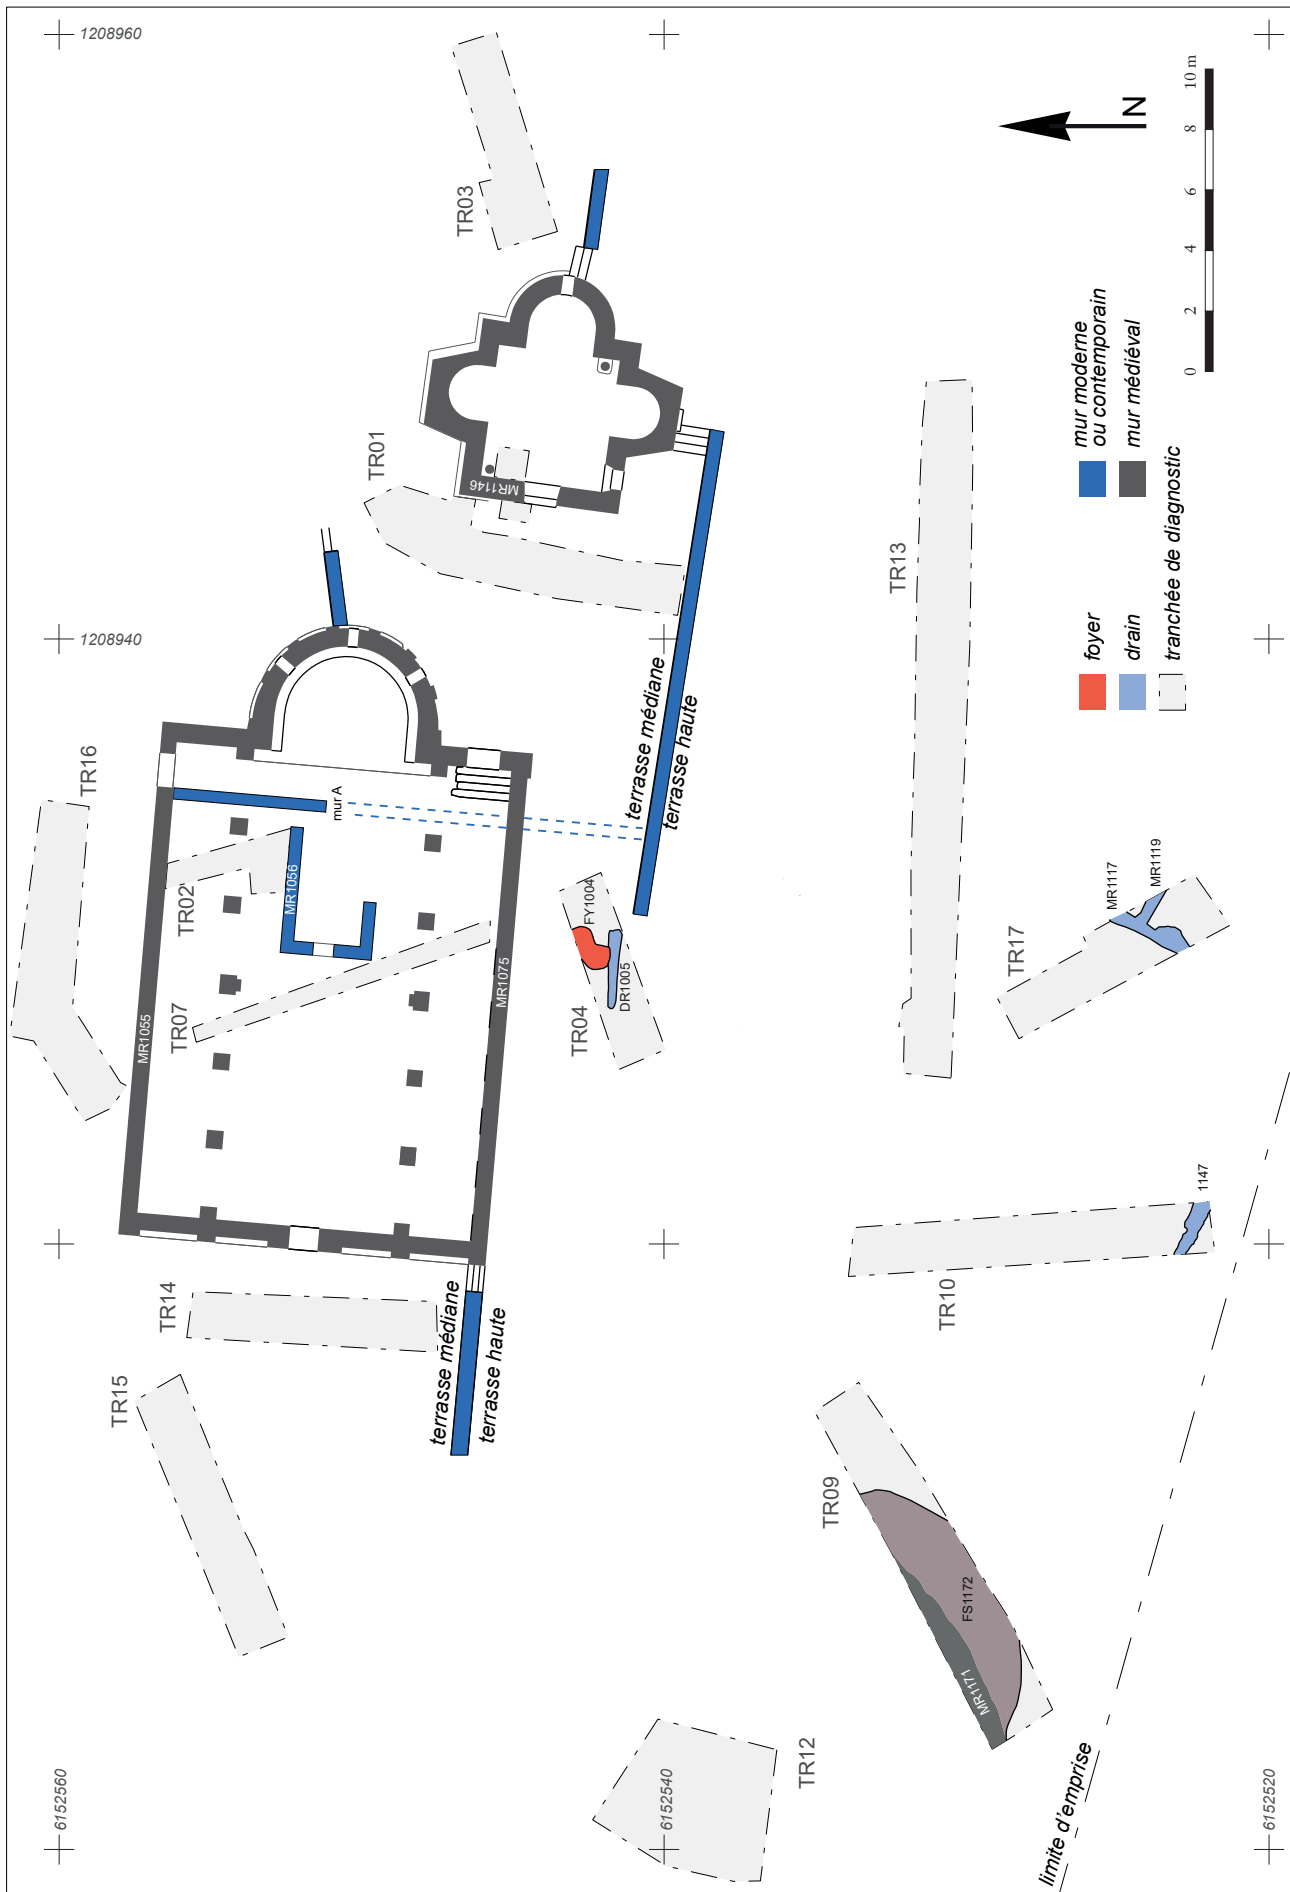 1208960
TR03
TR01
MR1146
1208940
TR16
mur A
TR02
MR1056
TR07
MR1055
MR1075
terrasse médiane
terrasse haute
FY1004
DR1005
TR04
TR13
MR1117
MR1119
TR17
1147
TR10
TR14
terrasse médiane
terrasse haute
TR15
TR09
FS1172
MR1171
TR12
limite d'emprise
6152560
6152540
6152520
N
0 2 4 6 8 10 m
foyer
drain
tranchée de diagnostic
mur moderne
ou contemporain
mur médiéval